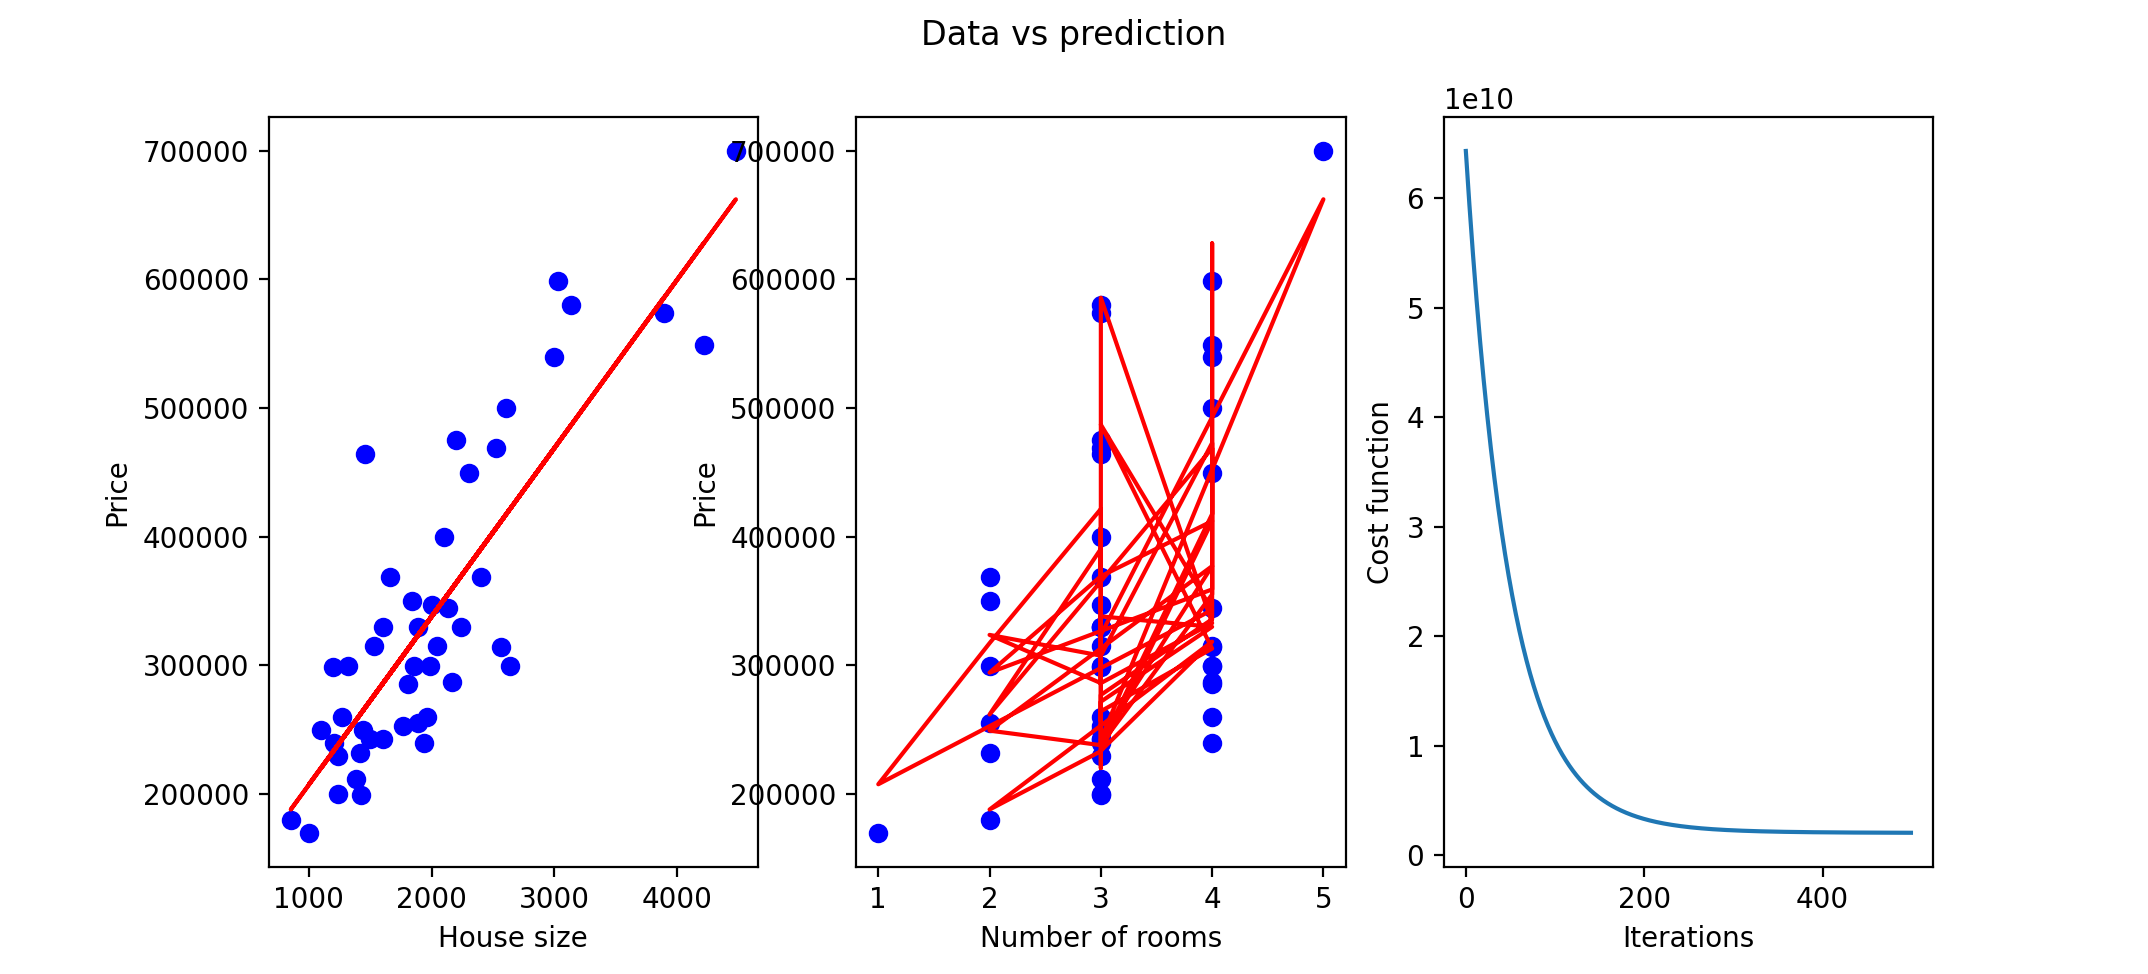 Data vs prediction
700000
600000
500000
400000
300000
200000
Price
1000 2000 3000 4000
House size
700000
600000
500000
400000
300000
200000
Price
1 2 3 4 5
Number of rooms
1e10
6
5
4
3
2
1
0
Cost function
0 200 400
Iterations